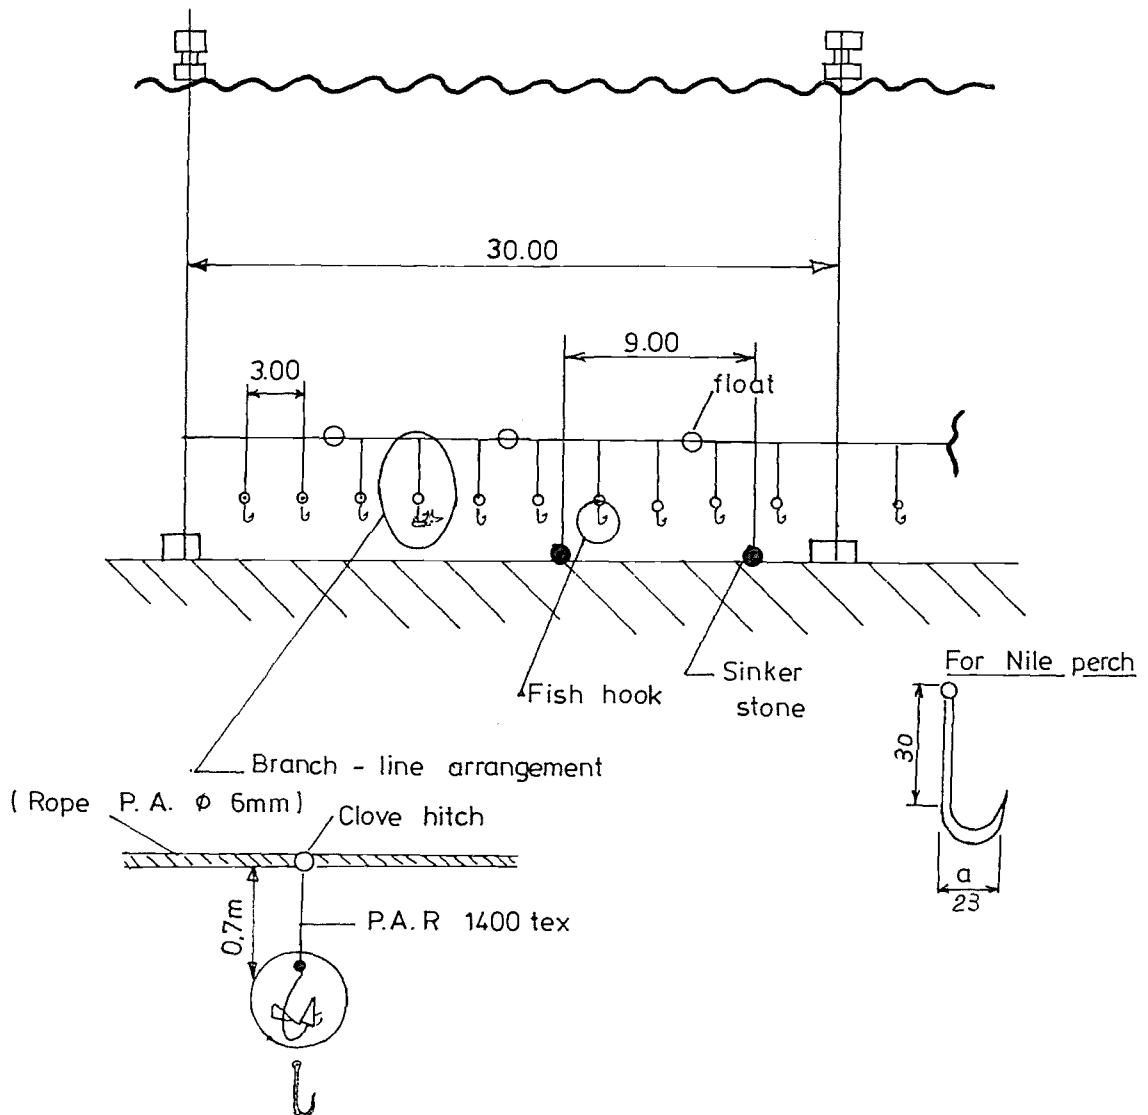 30.00
9.00
3.00
float
Sinker
stone
Fish hook
For Nile perch
30
a
23
Branch - line arrangement
(Rope P.A. ϕ 6mm)
Clove hitch
0,7m
P.A.R 1400 tex